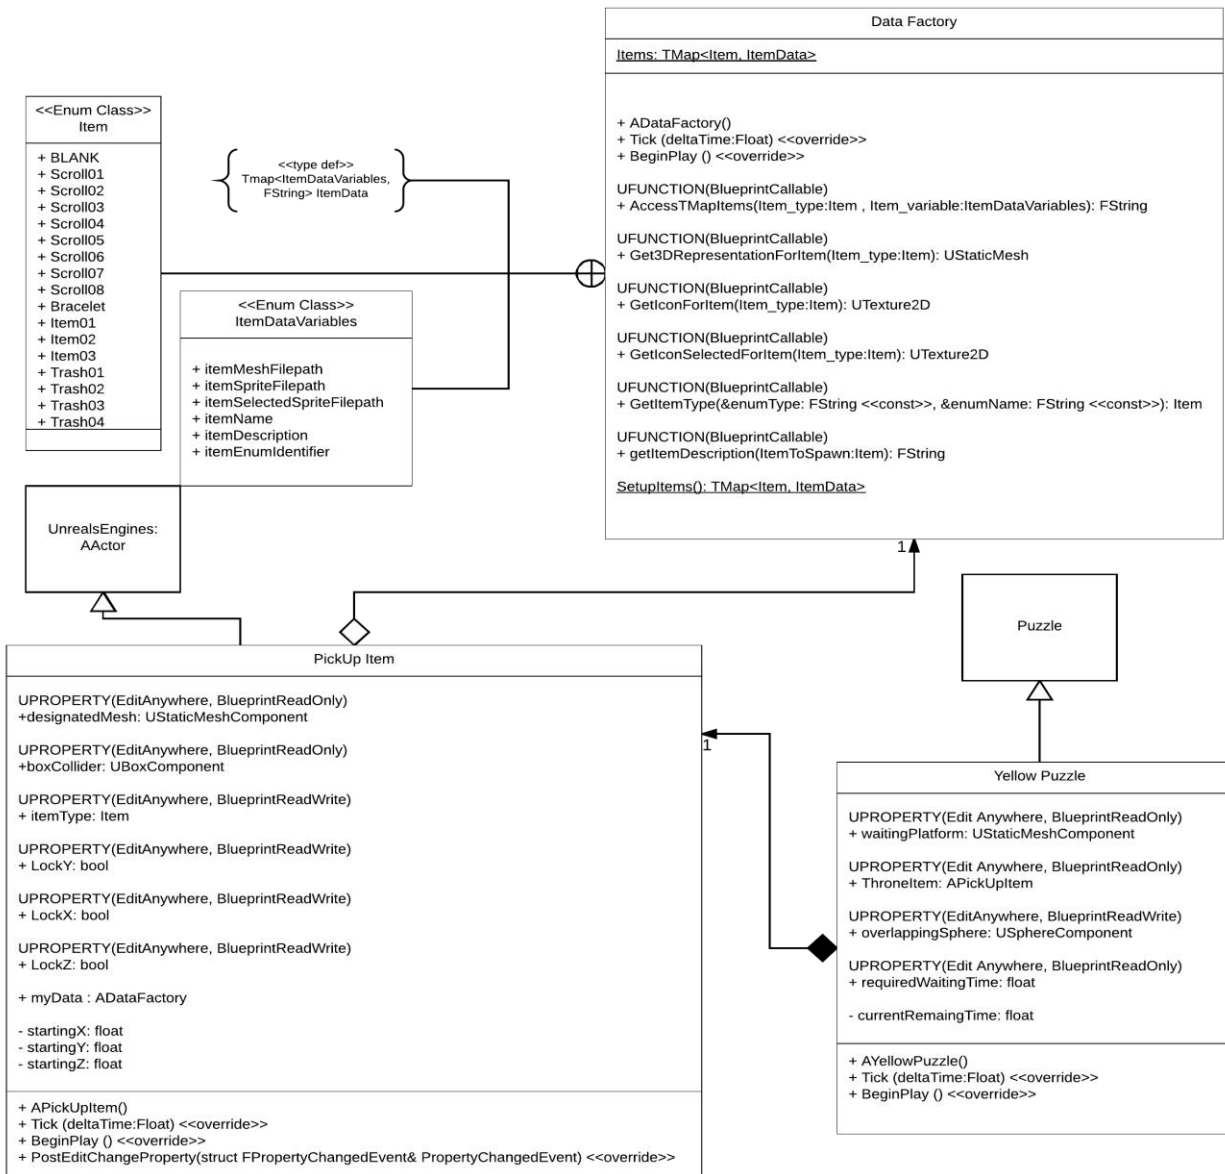 Data Factory
Items: TMap<Item, ItemData>
+ ADataFactory()
+ Tick (deltaTime:Float) <<override>>
+ BeginPlay () <<override>>
UFUNCTION(BlueprintCallable)
+ AccessTMapItems(Item_type:Item , Item_variable:ItemDataVariables): FString
UFUNCTION(BlueprintCallable)
+ Get3DRepresentationForItem(Item_type:Item): UStaticMesh
UFUNCTION(BlueprintCallable)
+ GetIconForItem(Item_type:Item): UTexture2D
UFUNCTION(BlueprintCallable)
+ GetIconSelectedForItem(Item_type:Item): UTexture2D
UFUNCTION(BlueprintCallable)
+ GetItemType(&enumType: FString <<const>>, &enumName: FString <<const>>): Item
UFUNCTION(BlueprintCallable)
+ getItemDescription(ItemToSpawn:Item): FString
SetupItems(): TMap<Item, ItemData>
<<Enum Class>>
Item
+ BLANK
+ Scroll01
+ Scroll02
+ Scroll03
+ Scroll04
+ Scroll05
+ Scroll06
+ Scroll07
+ Scroll08
+ Bracelet
+ Item01
+ Item02
+ Item03
+ Trash01
+ Trash02
+ Trash03
+ Trash04
<<type def>>
Tmap<ItemDataVariables,
FString> ItemData
<<Enum Class>>
ItemDataVariables
+ itemMeshFilepath
+ itemSpriteFilepath
+ itemSelectedSpriteFilepath
+ itemName
+ itemDescription
+ itemEnumIdentifier
UnrealsEngines:
AActor
1
Puzzle
PickUp Item
UPROPERTY(EditAnywhere, BlueprintReadOnly)
+designatedMesh: UStaticMeshComponent
UPROPERTY(EditAnywhere, BlueprintReadOnly)
+boxCollider: UBoxComponent
UPROPERTY(EditAnywhere, BlueprintReadWrite)
+ itemType: Item
UPROPERTY(EditAnywhere, BlueprintReadWrite)
+ LockY: bool
UPROPERTY(EditAnywhere, BlueprintReadWrite)
+ LockX: bool
UPROPERTY(EditAnywhere, BlueprintReadWrite)
+ LockZ: bool
+ myData : ADataFactory
- startingX: float
- startingY: float
- startingZ: float
+ APickUpItem()
+ Tick (deltaTime:Float) <<override>>
+ BeginPlay () <<override>>
+ PostEditChangeProperty(struct FPropertyChangedEvent& PropertyChangedEvent) <<override>>
1
Yellow Puzzle
UPROPERTY(Edit Anywhere, BlueprintReadOnly)
+ waitingPlatform: UStaticMeshComponent
UPROPERTY(Edit Anywhere, BlueprintReadOnly)
+ ThroneItem: APickUpItem
UPROPERTY(EditAnywhere, BlueprintReadWrite)
+ overlappingSphere: USphereComponent
UPROPERTY(Edit Anywhere, BlueprintReadOnly)
+ requiredWaitingTime: float
- currentRemaingTime: float
+ AYellowPuzzle()
+ Tick (deltaTime:Float) <<override>>
+ BeginPlay () <<override>>